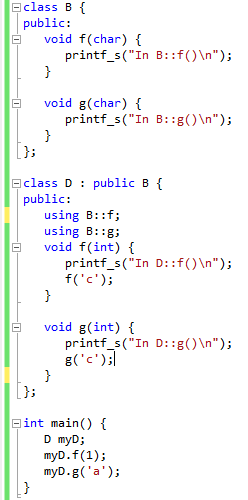 class B {
public:
void f(char) {
printf_s("In B::f()\n");
}
void g(char) {
printf_s("In B::g()\n");
}
};
class D : public B {
public:
using B::f;
using B::g;
void f(int) {
printf_s("In D::f()\n");
f('c');
}
void g(int) {
printf_s("In D::g()\n");
g('c');
}
};
int main() {
D myD;
myD.f(1);
myD.g('a');
}